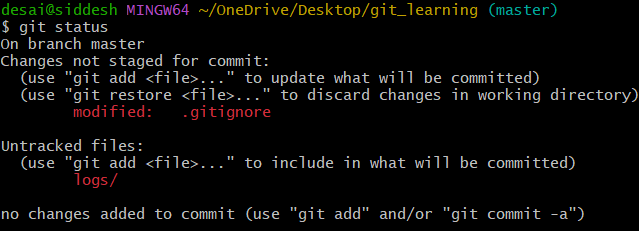 desai@siddesh MINGW64 ~/OneDrive/Desktop/git_learning (master)
$ git status
On branch master
Changes not staged for commit:
  (use "git add <file>..." to update what will be committed)
  (use "git restore <file>..." to discard changes in working directory)
        modified:   .gitignore

Untracked files:
  (use "git add <file>..." to include in what will be committed)
        logs/

no changes added to commit (use "git add" and/or "git commit -a")